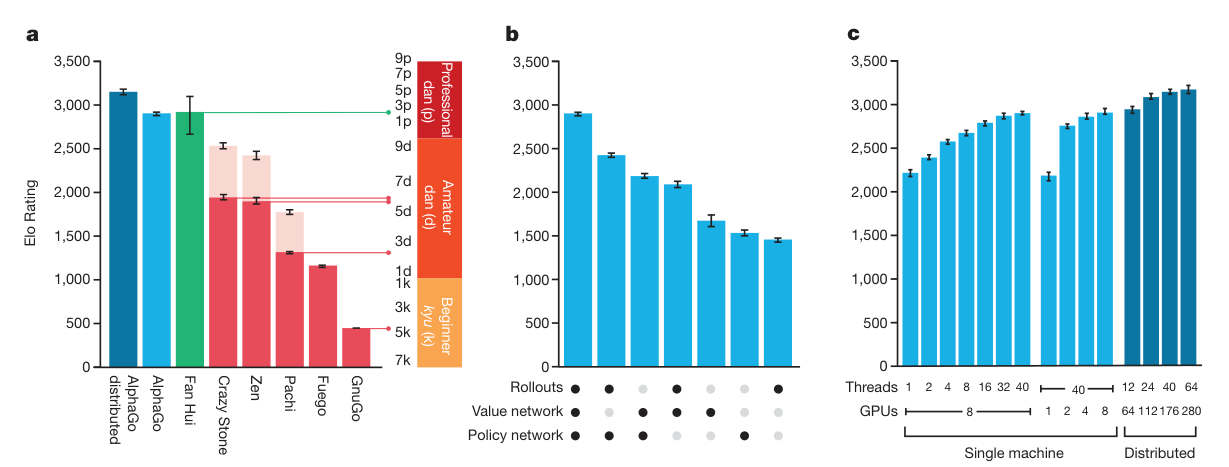 a
Elo Rating
3,500
3,000
2,500
2,000
1,500
1,000
500
0
AlphaGo distributed
AlphaGo
Fan Hui
Crazy Stone
Zen
Pachi
Fuego
GnuGo
9p
7p
5p
3p
1p
9d
7d
5d
3d
1d
1k
3k
5k
7k
Professional dan (p)
Amateur dan (d)
Beginner kyu (k)
b
3,500
3,000
2,500
2,000
1,500
1,000
500
0
Rollouts
Value network
Policy network
c
3,500
3,000
2,500
2,000
1,500
1,000
500
0
Threads 1 2 4 8 16 32 40 40 12 24 40 64
GPUs 8 1 2 4 8 64 112 176 280
Single machine Distributed